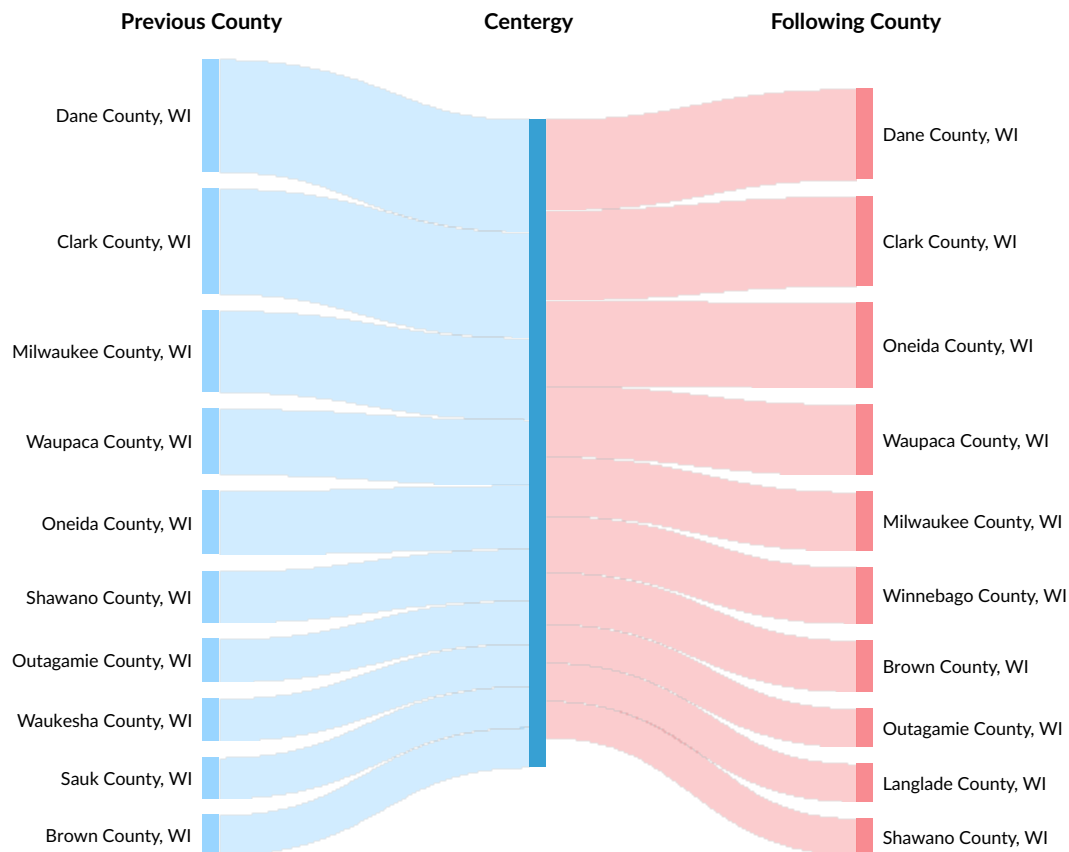 Previous County
Centergy
Following County
Dane County, WI
Clark County, WI
Milwaukee County, WI
Waupaca County, WI
Oneida County, WI
Shawano County, WI
Outagamie County, WI
Waukesha County, WI
Sauk County, WI
Brown County, WI
Dane County, WI
Clark County, WI
Oneida County, WI
Waupaca County, WI
Milwaukee County, WI
Winnebago County, WI
Brown County, WI
Outagamie County, WI
Langlade County, WI
Shawano County, WI